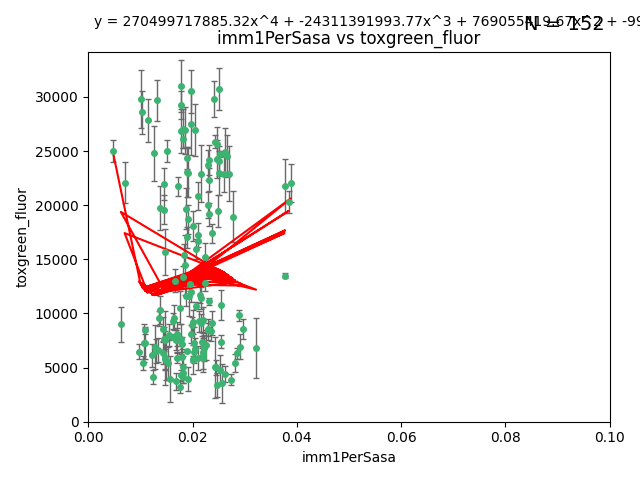 y = 270499717885.32x^4 + -24311391993.77x^3 + 769055419.67x^2 + -99
N = 152
imm1PerSasa vs toxgreen_fluor
30000
25000
20000
15000
10000
5000
0
toxgreen_fluor
0.00 0.02 0.04 0.06 0.08 0.10
imm1PerSasa